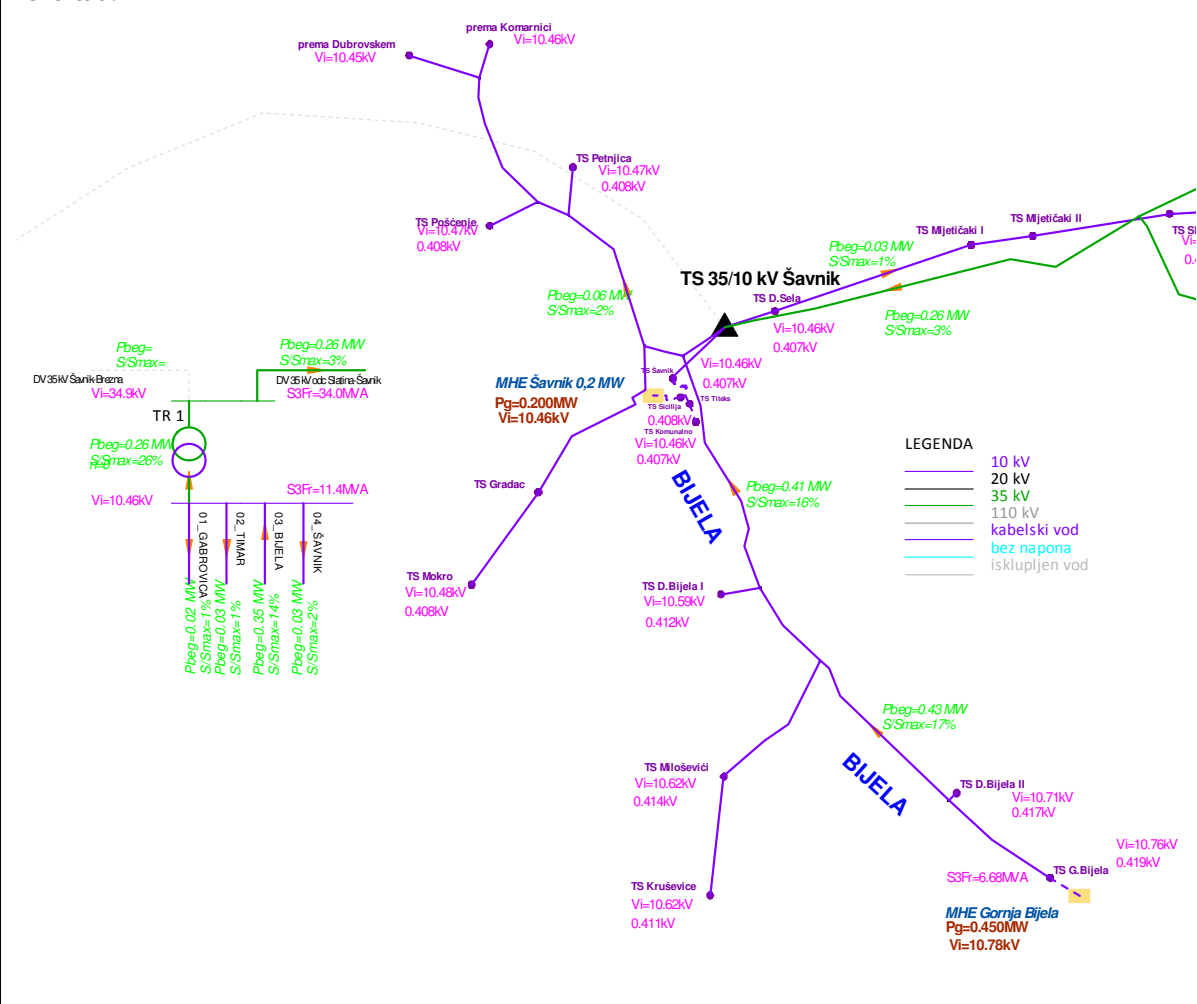 prema Komarnici
Vi=10.46kV
prema Dubrovskem
Vi=10.45kV
TS Petnjica
Vi=10.47kV
0.408kV
TS Pošćenje
Vi=10.47kV
0.408kV
TS Mljetičaki I
TS Mljetičaki II
Pbeg=0.03 MW
S/Smax=1%
TS 35/10 kV Šavnik
TS D.Sela
Vi=10.46kV
0.407kV
Pbeg=0.26 MW
S/Smax=3%
Pbeg=0.06 MW
S/Smax=2%
Pbeg=
S/Smax=
Pbeg=0.26 MW
S/Smax=3%
DV 35 kV Šavnik-Brezna
DV 35 kV odc Slatina-Šavnik
Vi=34.9kV
S3Fr=34.0MVA
TR 1
Pbeg=0.26 MW
S/Smax=26%
n=0
Vi=10.46kV
S3Fr=11.4MVA
01_GABROVICA
02_TIMAR
03_BIJELA
04_ŠAVNIK
Pbeg=0.02 MW
S/Smax=1%
Pbeg=0.03 MW
S/Smax=1%
Pbeg=0.35 MW
S/Smax=14%
Pbeg=0.03 MW
S/Smax=2%
MHE Šavnik 0,2 MW
Pg=0.200MW
Vi=10.46kV
TS Šavnik
Vi=10.46kV
0.407kV
TS Titeks
TS Sicilija
0.408kV
TS Komunalno
Vi=10.46kV
0.407kV
BIJELA
Pbeg=0.41 MW
S/Smax=16%
TS Gradac
TS Mokro
Vi=10.48kV
0.408kV
TS D.Bijela I
Vi=10.59kV
0.412kV
LEGENDA
10 kV
20 kV
35 kV
110 kV
kabelski vod
bez napona
isklupljen vod
Pbeg=0.43 MW
S/Smax=17%
BIJELA
TS Miloševići
Vi=10.62kV
0.414kV
TS D.Bijela II
Vi=10.71kV
0.417kV
TS Kruševice
Vi=10.62kV
0.411kV
Vi=10.76kV
0.419kV
TS G.Bijela
S3Fr=6.68MVA
MHE Gornja Bijela
Pg=0.450MW
Vi=10.78kV